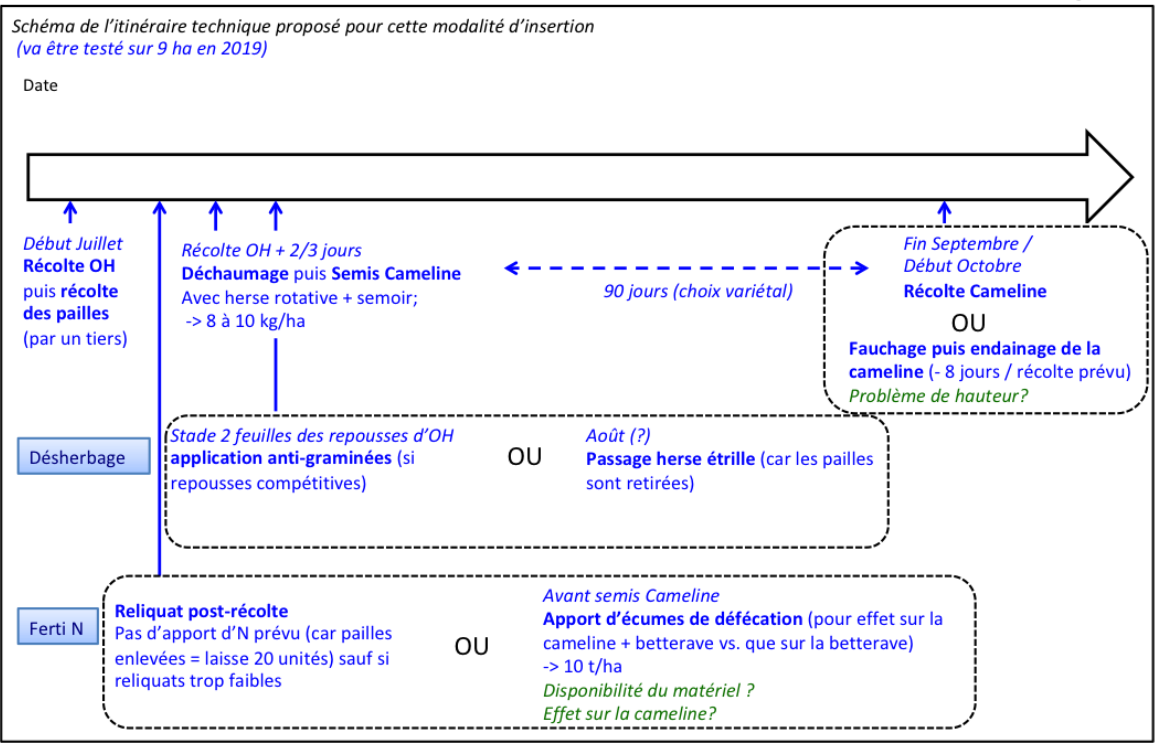 Schéma de l'itinéraire technique proposé pour cette modalité d'insertion
(va être testé sur 9 ha en 2019)
Date
Début Juillet
Récolte OH
puis récolte
des pailles
(par un tiers)
Récolte OH + 2/3 jours
Déchaumage puis Semis Cameline
Avec herse rotative + semoir;
-> 8 à 10 kg/ha
90 jours (choix variétal)
Fin Septembre /
Début Octobre
Récolte Cameline
OU
Fauchage puis endainage de la
cameline (- 8 jours / récolte prévu)
Problème de hauteur?
Désherbage
Stade 2 feuilles des repousses d'OH
application anti-graminées (si
repousses compétitives)
OU
Août (?)
Passage herse étrille (car les pailles
sont retirées)
Ferti N
Reliquat post-récolte
Pas d'apport d'N prévu (car pailles
enlevées = laisse 20 unités) sauf si
reliquats trop faibles
OU
Avant semis Cameline
Apport d'écumes de défécation (pour effet sur la
cameline + betterave vs. que sur la betterave)
-> 10 t/ha
Disponibilité du matériel ?
Effet sur la cameline?